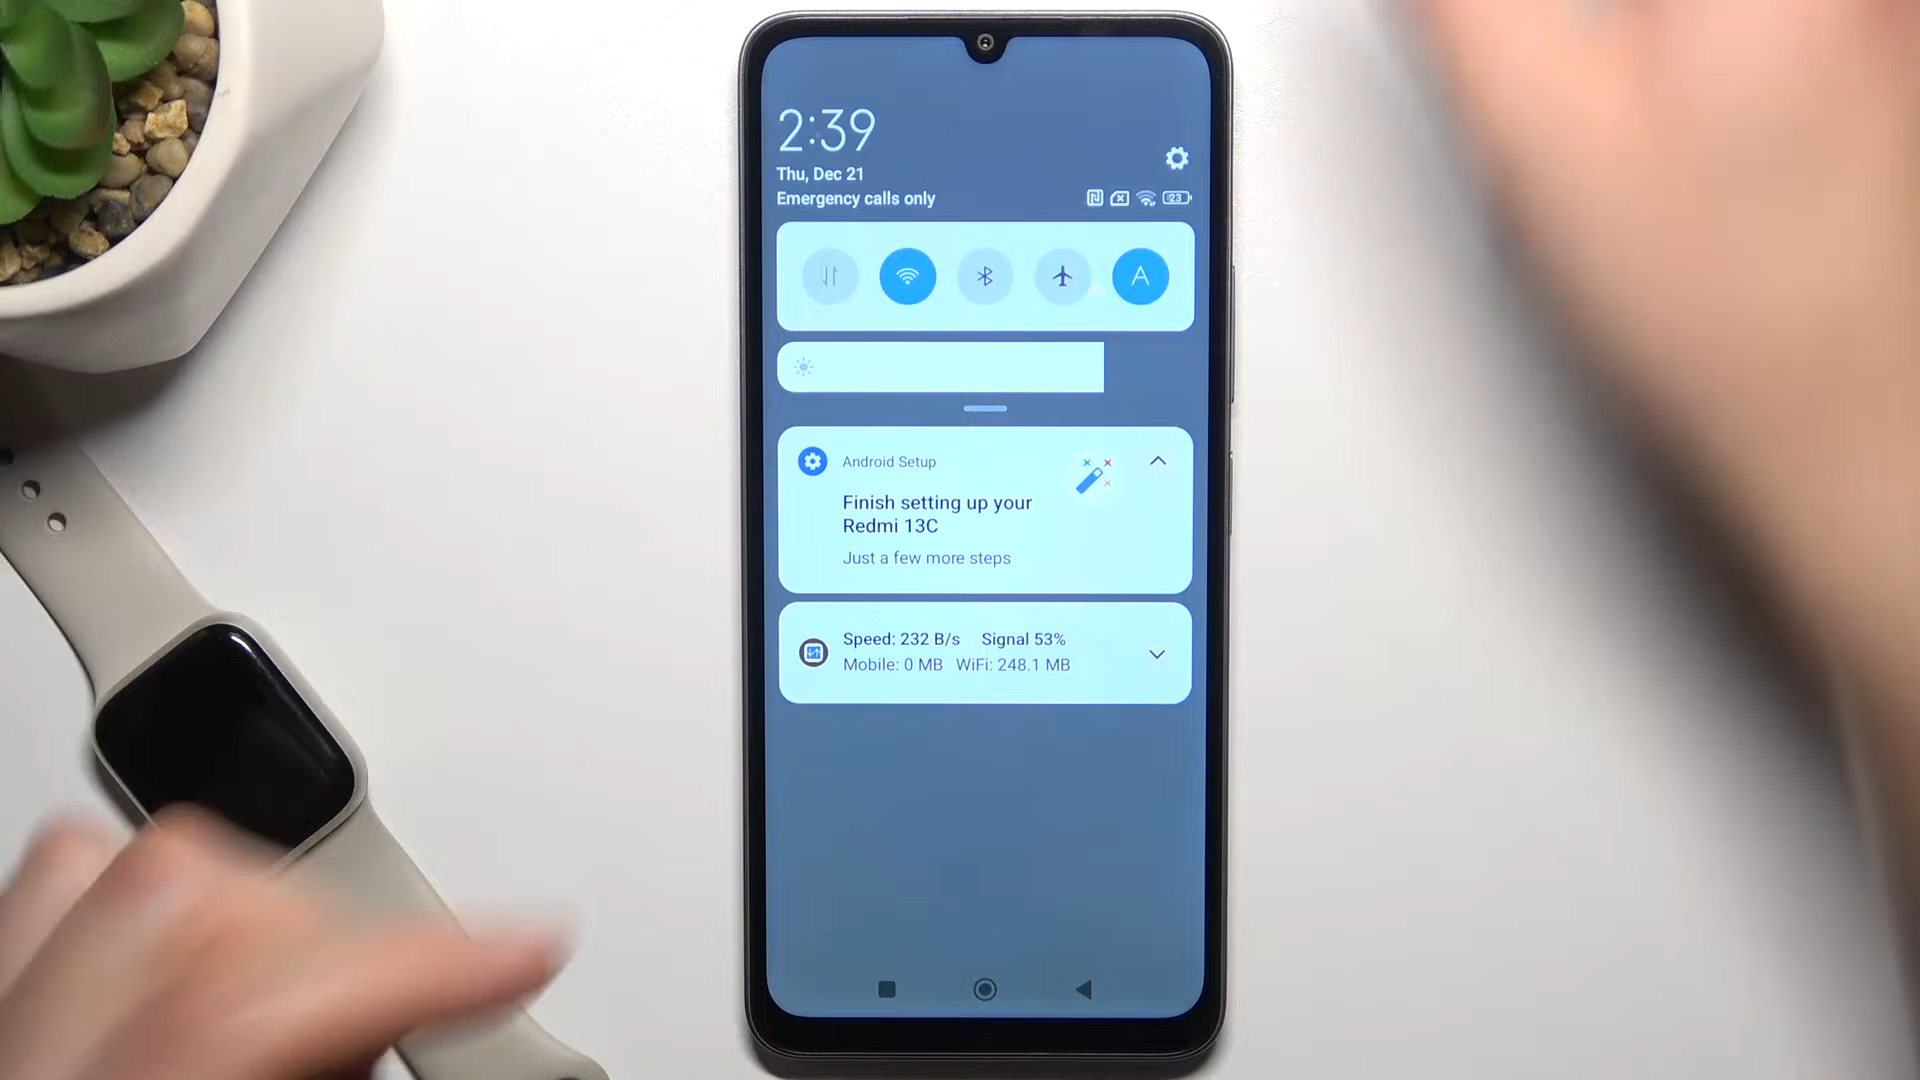 2:39
Thu, Dec 21
Emergency calls only
23
A
Android Setup
Finish setting up your
Redmi 13C
Just a few more steps
Speed: 232 B/s Signal 53%
Mobile: 0 MB WiFi: 248.1 MB